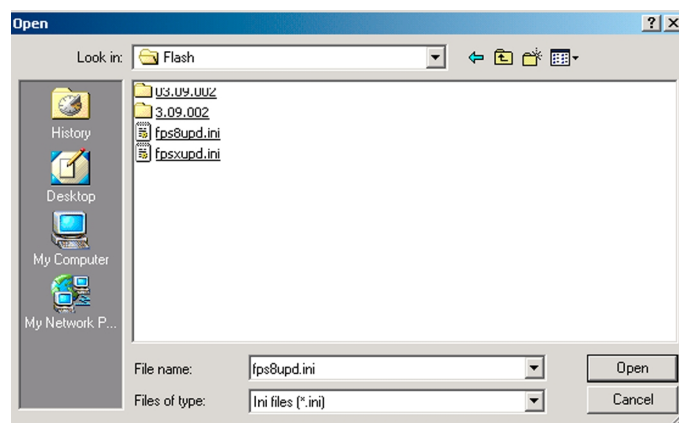 Open
Look in: Flash
03.09.002
3.09.002
fps8upd.ini
fpsxupd.ini
History
Desktop
My Computer
My Network P...
File name: fps8upd.ini Open
Files of type: Ini files (*.ini) Cancel